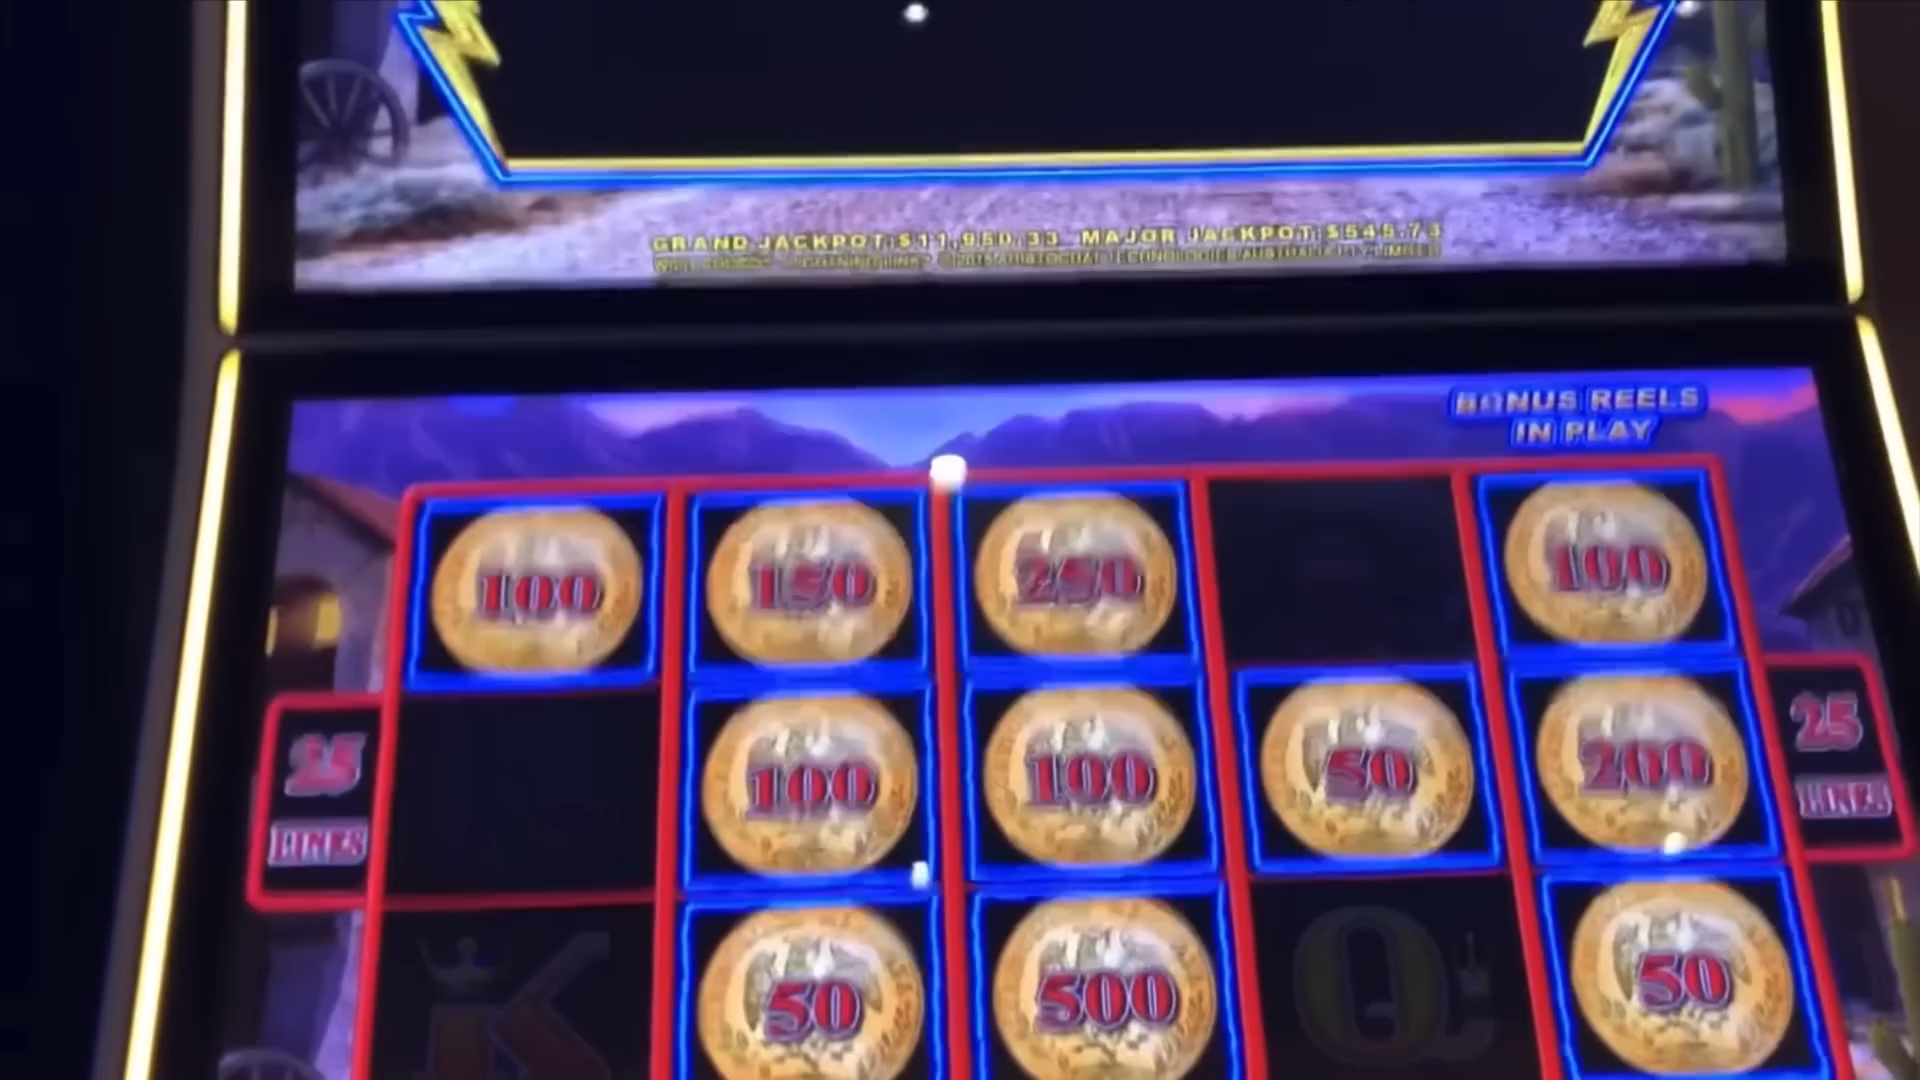 GRAND JACKPOT:$11,950.33 MAJOR JACKPOT:$545.73
BONUS REELS
IN PLAY
100 150 250 100
25 LINES
100 100 50 200
25 LINES
50 500 50
K Q